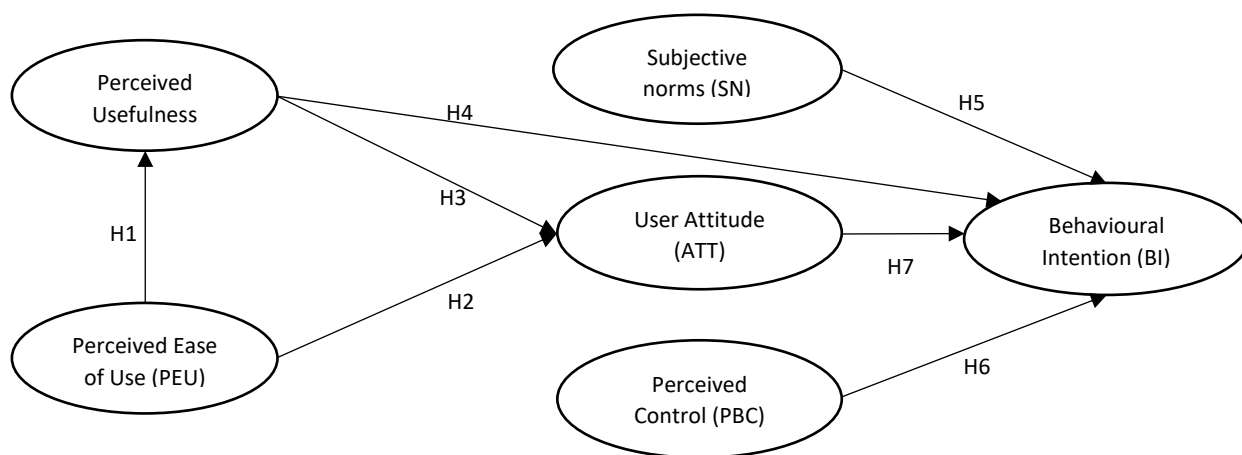 Perceived
Usefulness
Subjective
norms (SN)
H4
H5
H3
H1
User Attitude
(ATT)
Behavioural
Intention (BI)
H7
H2
Perceived Ease
of Use (PEU)
Perceived
Control (PBC)
H6